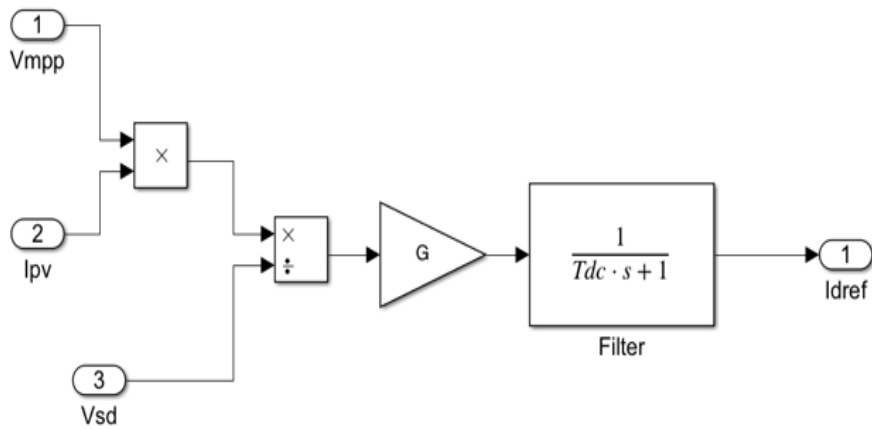 1
Vmpp
×
2
Ipv
×
÷
G
1
Tdc · s + 1
Filter
1
Idref
3
Vsd